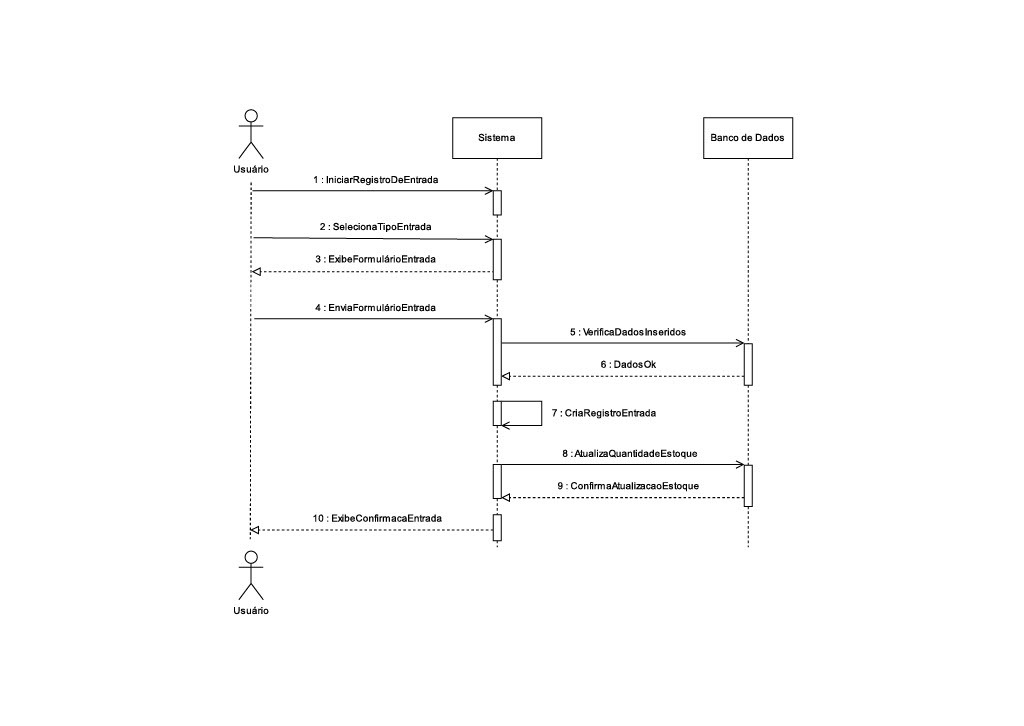 Sistema
Banco de Dados
Usuário
1 : IniciarRegistroDeEntrada
2 : SelecionaTipoEntrada
3 : ExibeFormulárioEntrada
4 : EnviaFormulárioEntrada
5 : VerificaDadosInseridos
6 : DadosOk
7 : CriaRegistroEntrada
8 : AtualizaQuantidadeEstoque
9 : ConfirmaAtualizacaoEstoque
10 : ExibeConfirmacaEntrada
Usuário